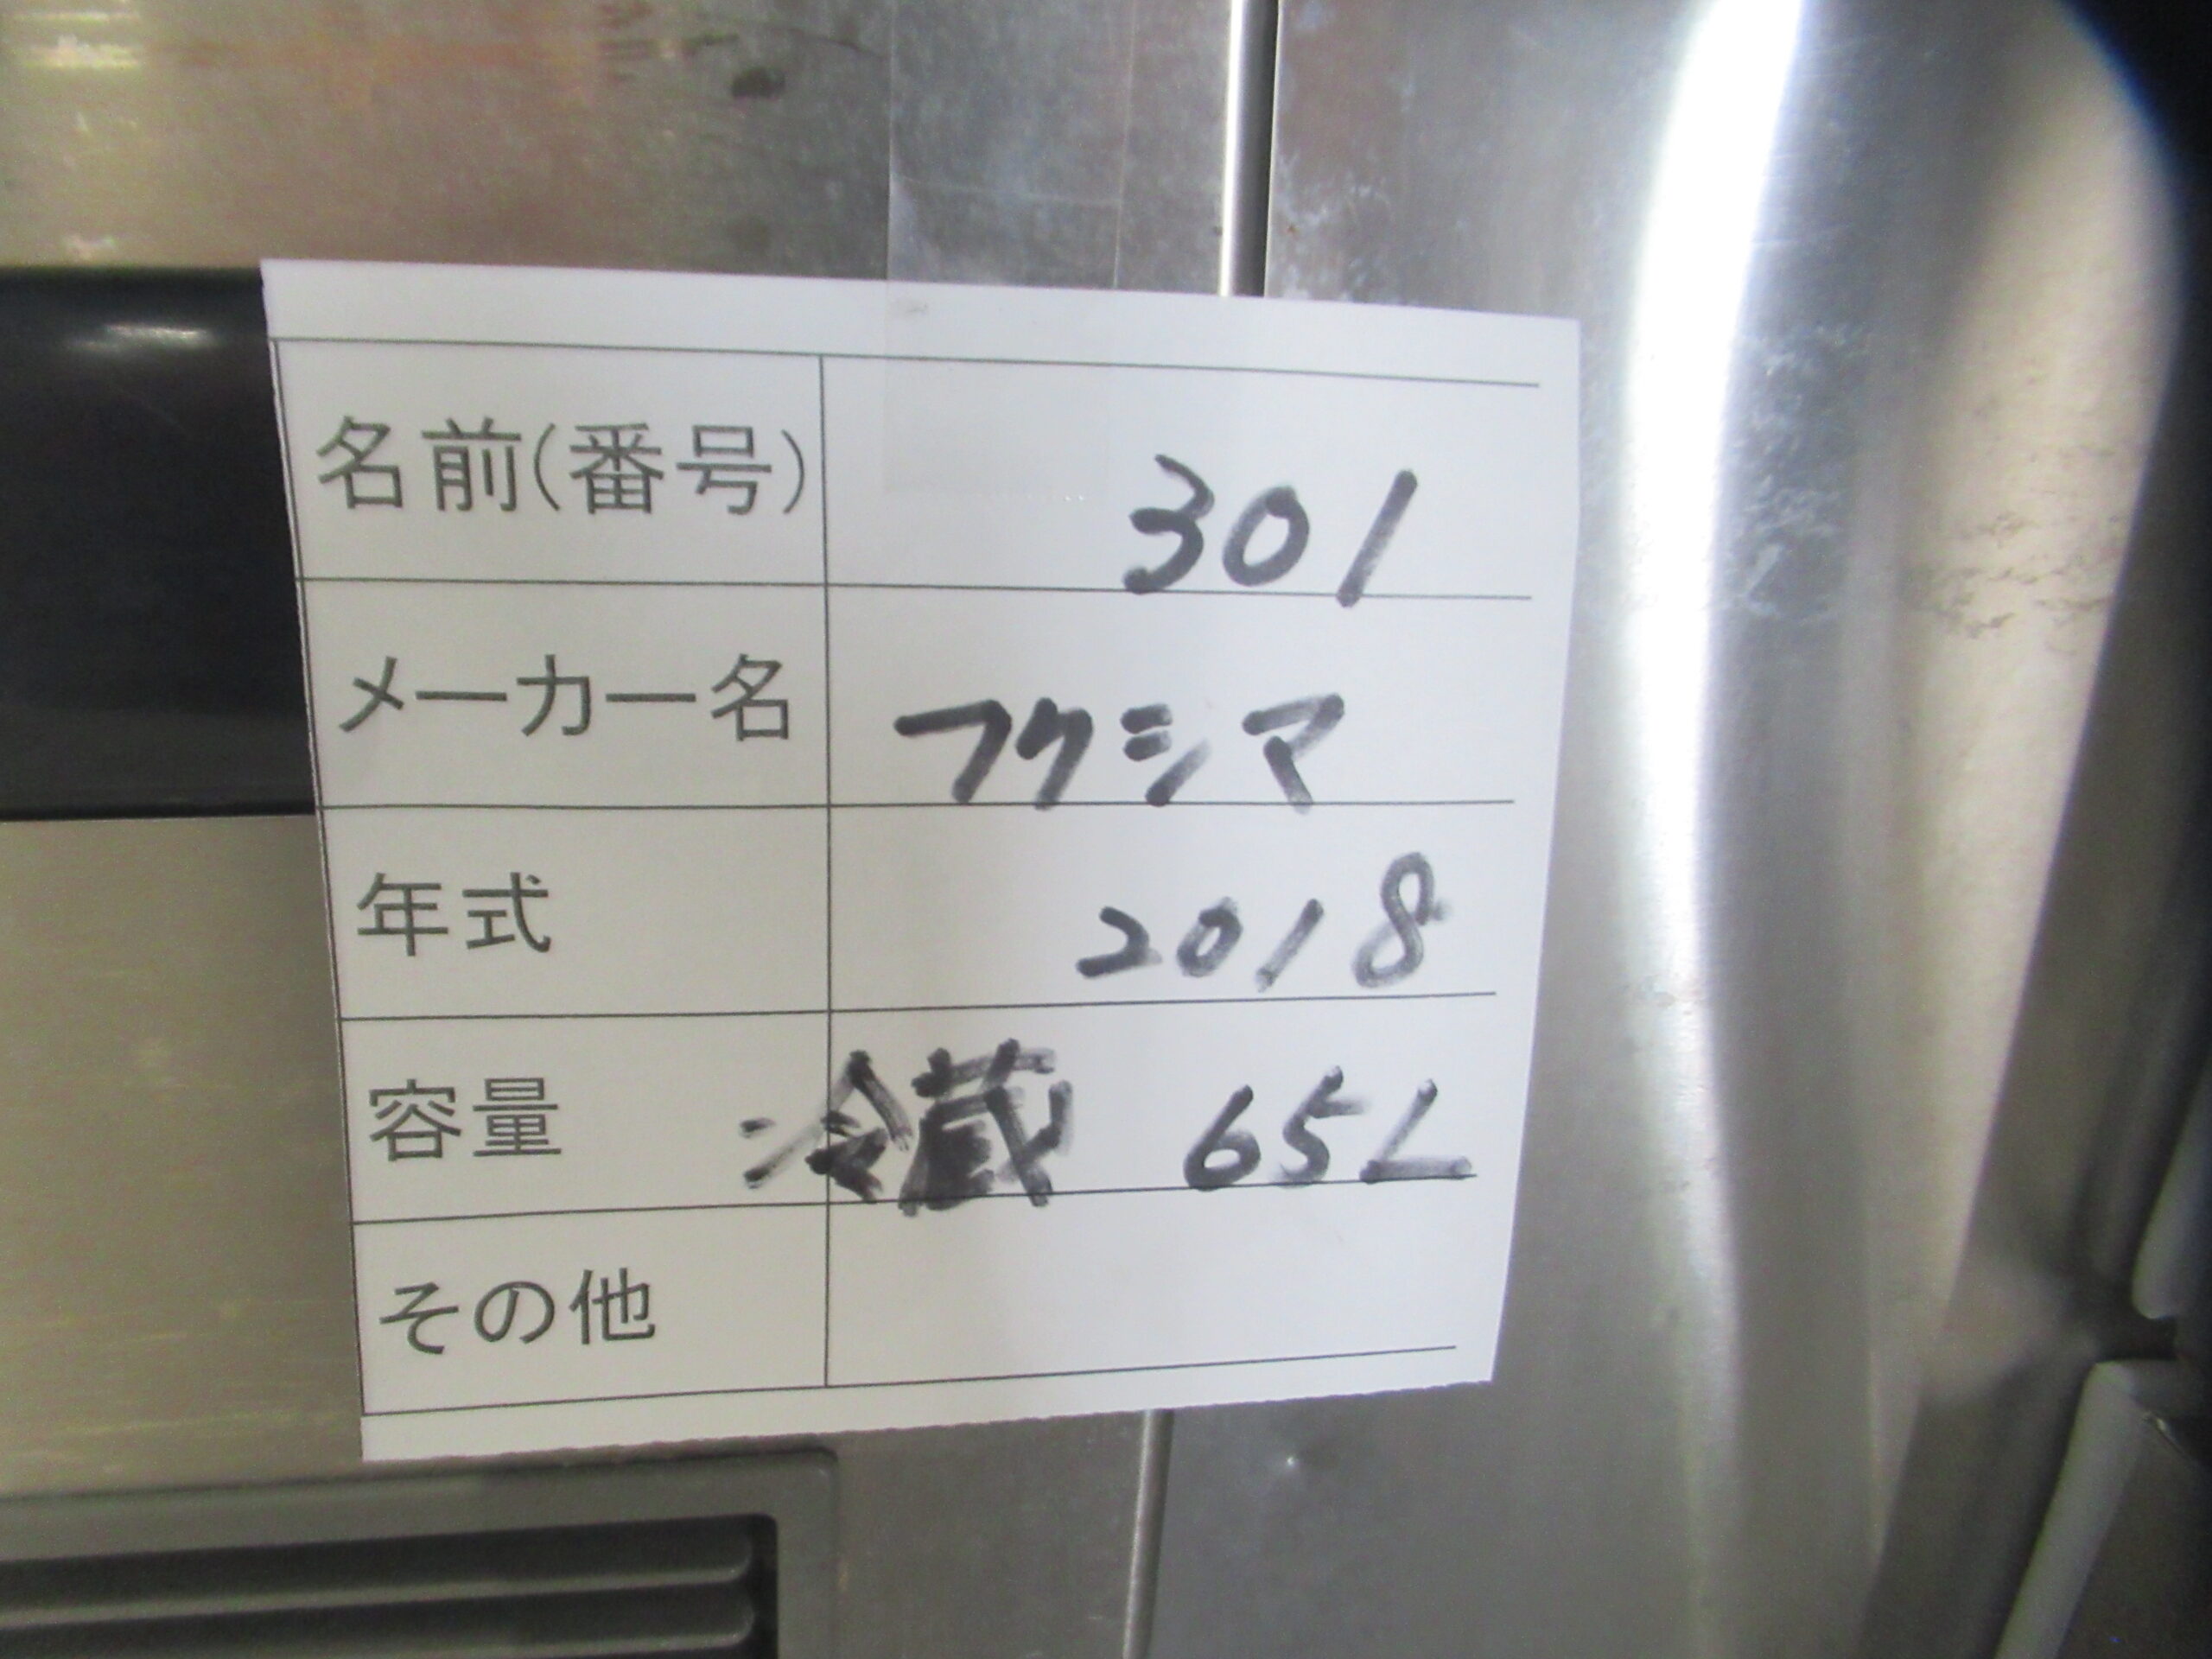 名前(番号) 301
メーカー名 フクシマ
年式 2018
容量 冷蔵 65L
その他